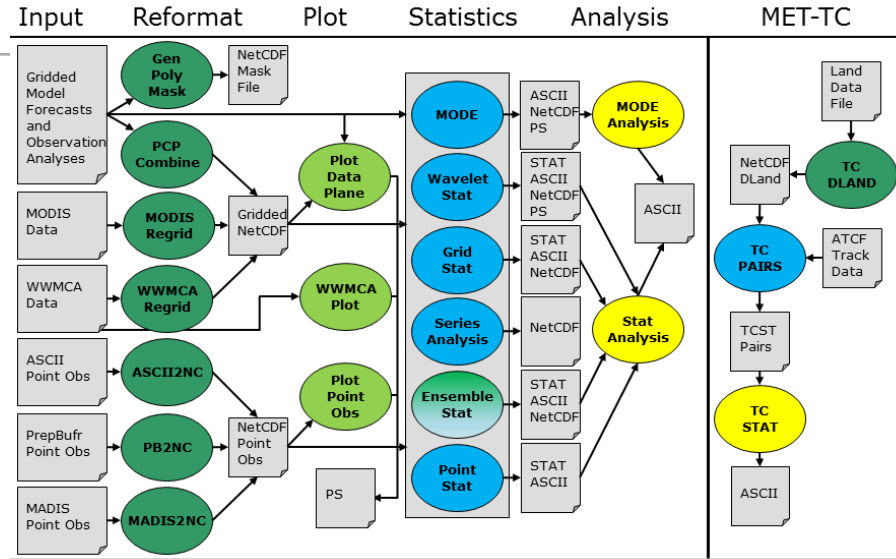 Input
Reformat
Plot
Statistics
Analysis
MET-TC
Gridded
Model
Forecasts
and
Observation
Analyses
Gen
Poly
Mask
NetCDF
Mask
File
PCP
Combine
MODIS
Data
MODIS
Regrid
Gridded
NetCDF
WWMCA
Data
WWMCA
Regrid
ASCII
Point Obs
ASCII2NC
PrepBufr
Point Obs
PB2NC
NetCDF
Point
Obs
MADIS
Point Obs
MADIS2NC
Plot
Data
Plane
WWMCA
Plot
Plot
Point
Obs
PS
MODE
ASCII
NetCDF
PS
Wavelet
Stat
STAT
ASCII
NetCDF
PS
Grid
Stat
STAT
ASCII
NetCDF
Series
Analysis
NetCDF
Ensemble
Stat
STAT
ASCII
NetCDF
Point
Stat
STAT
ASCII
MODE
Analysis
ASCII
Stat
Analysis
Land
Data
File
NetCDF
DLand
TC
DLAND
TC
PAIRS
ATCF
Track
Data
TCST
Pairs
TC
STAT
ASCII